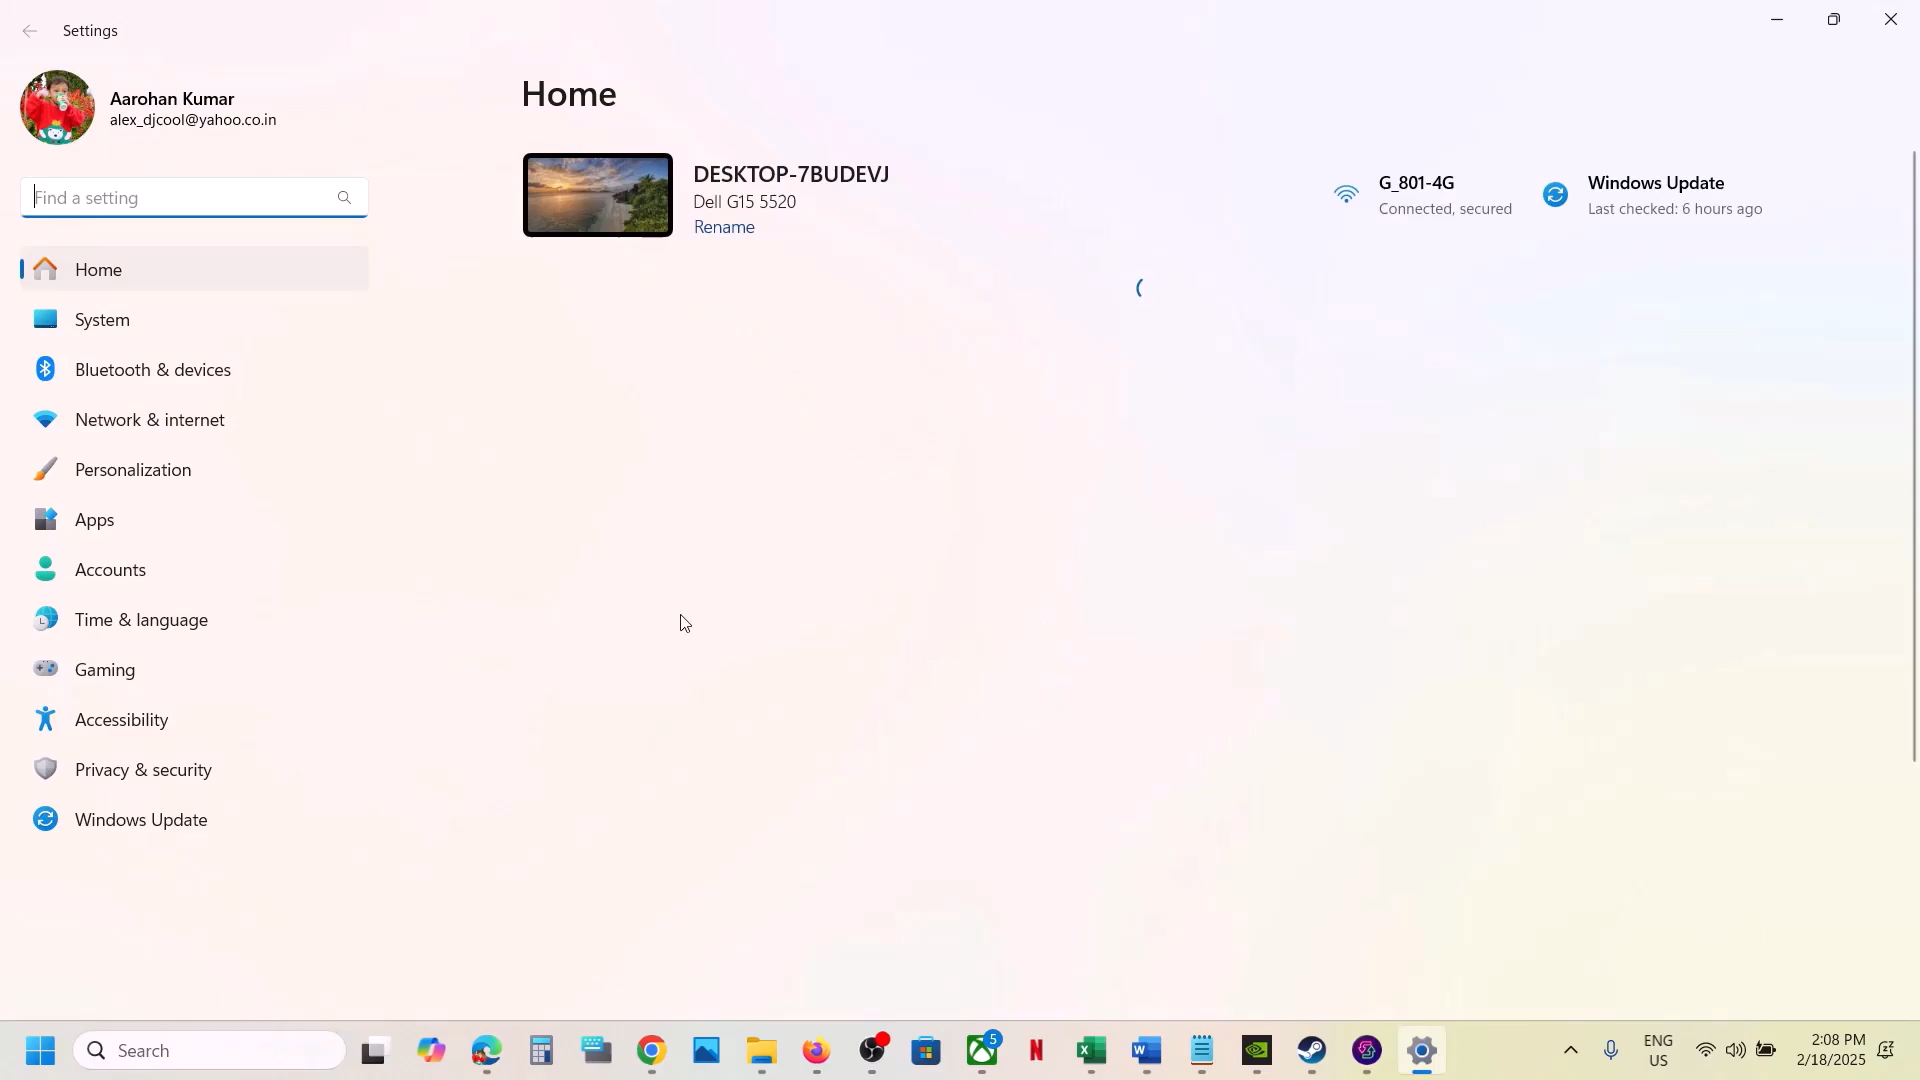 Settings
Aarohan Kumar
alex_djcool@yahoo.co.in
Find a setting
Home
System
Bluetooth & devices
Network & internet
Personalization
Apps
Accounts
Time & language
Gaming
Accessibility
Privacy & security
Windows Update
Home
DESKTOP-7BUDEVJ
Dell G15 5520
Rename
G_801-4G
Connected, secured
Windows Update
Last checked: 6 hours ago
Search
5
ENG
US
2:08 PM
2/18/2025